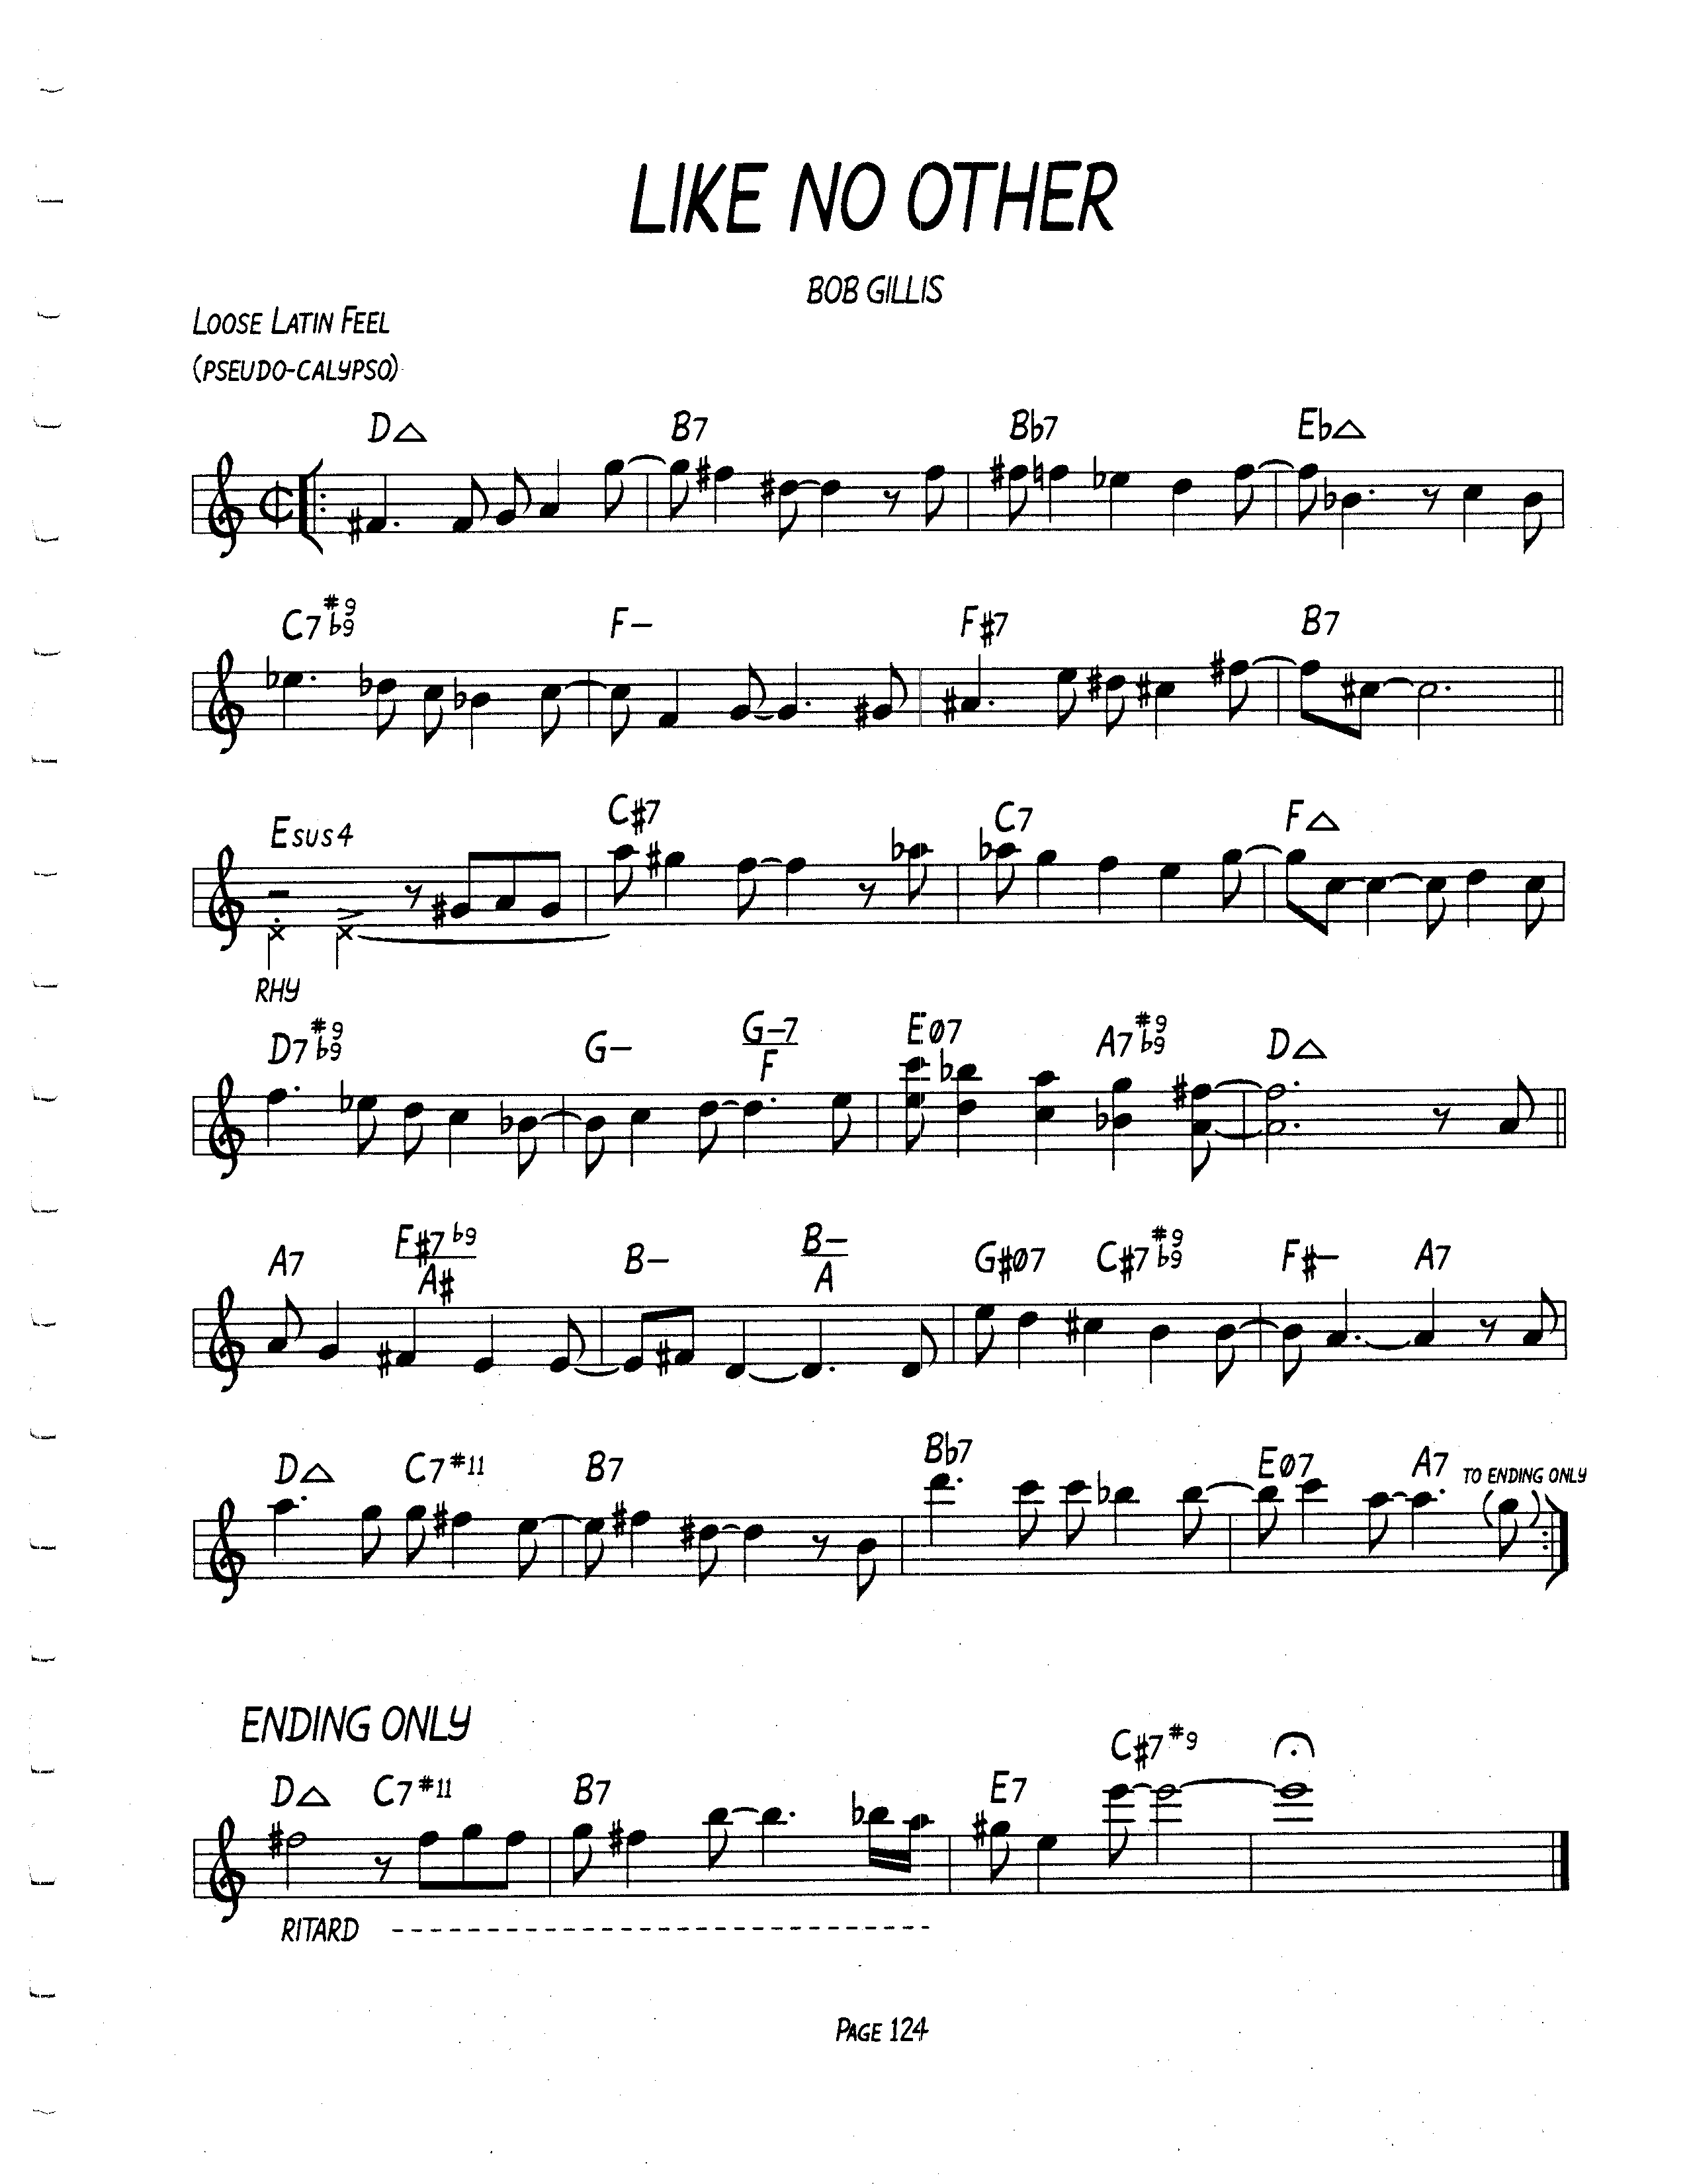 LIKE NO OTHER
BOB GILLIS
LOOSE LATIN FEEL
(PSEUDO-CALYPSO)
D△ B7 Bb7 Eb△
C7 #9 b9 F– F#7 B7
Esus4 C#7 C7 F△
RHY
D7 #9 b9 G– G–7 F Eø7 A7 #9 b9 D△
A7 F#7 b9 A# B– B– A G#ø7 C#7 #9 b9 F#– A7
D△ C7 #11 B7 Bb7 Eø7 A7 TO ENDING ONLY
ENDING ONLY
D△ C7 #11 B7 E7 C#7 #9
RITARD
PAGE 124